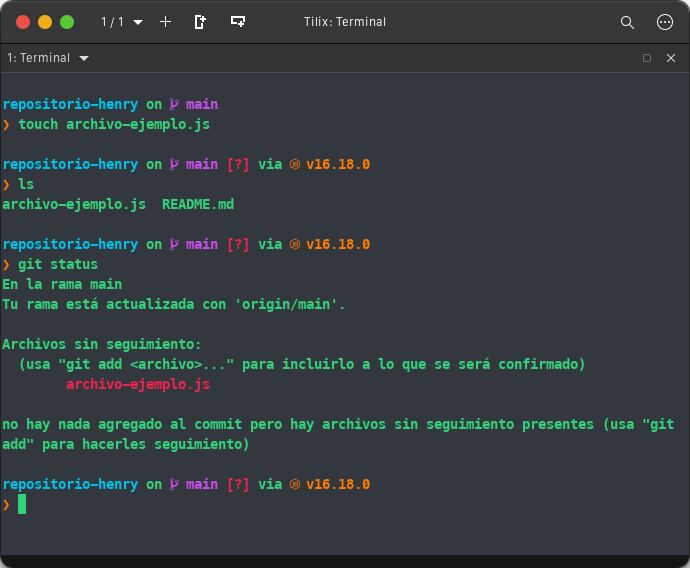 1 / 1
Tilix: Terminal
1: Terminal
repositorio-henry on main
❯ touch archivo-ejemplo.js
repositorio-henry on main [?] via v16.18.0
❯ ls
archivo-ejemplo.js  README.md
repositorio-henry on main [?] via v16.18.0
❯ git status
En la rama main
Tu rama está actualizada con 'origin/main'.
Archivos sin seguimiento:
  (usa "git add <archivo>..." para incluirlo a lo que se será confirmado)
        archivo-ejemplo.js
no hay nada agregado al commit pero hay archivos sin seguimiento presentes (usa "git
add" para hacerles seguimiento)
repositorio-henry on main [?] via v16.18.0
❯